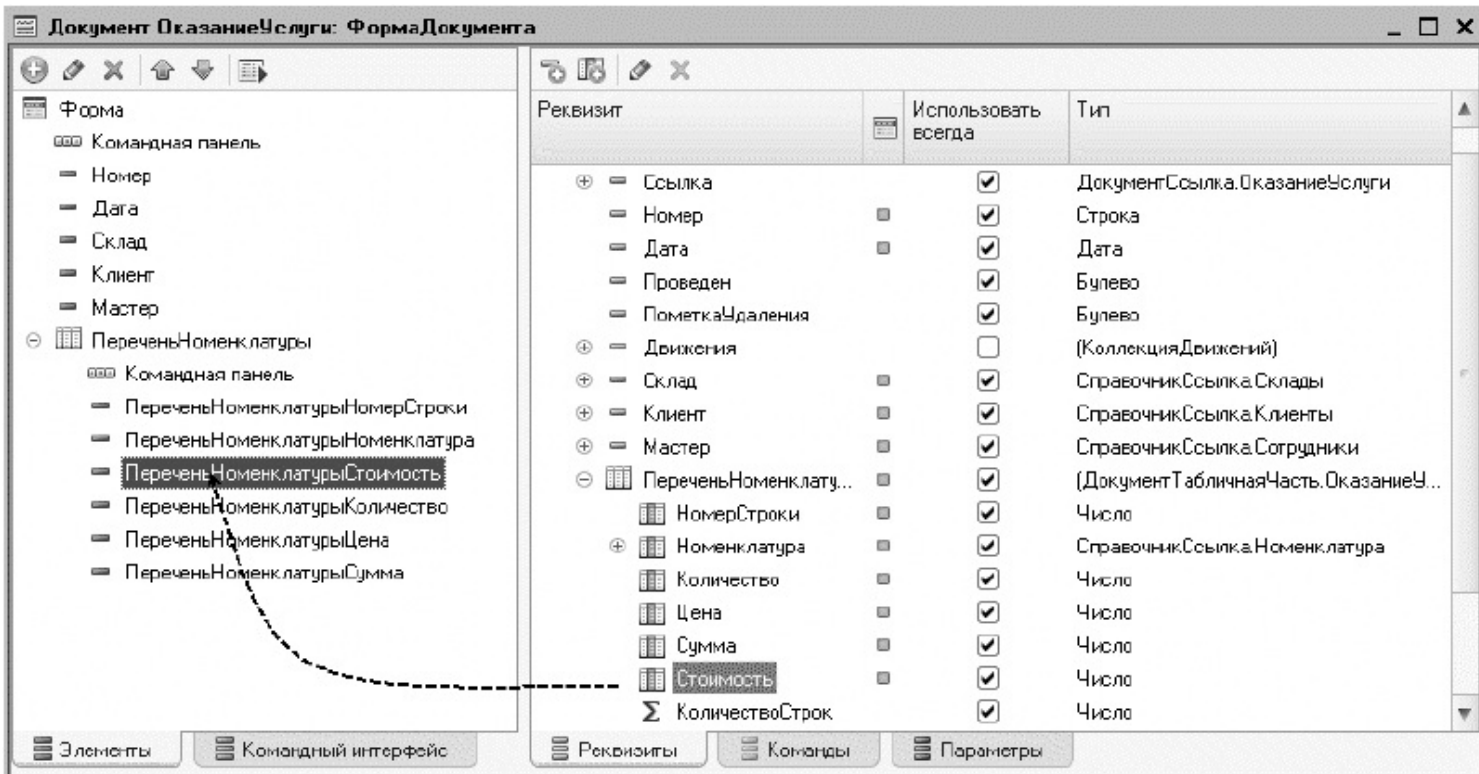 Документ ОказаниеУслуги: ФормаДокумента
Форма
Командная панель
Номер
Дата
Склад
Клиент
Мастер
ПереченьНоменклатуры
Командная панель
ПереченьНоменклатурыНомерСтроки
ПереченьНоменклатурыНоменклатура
ПереченьНоменклатурыСтоимость
ПереченьНоменклатурыКоличество
ПереченьНоменклатурыЦена
ПереченьНоменклатурыСумма
Элементы
Командный интерфейс
Реквизит Использовать всегда Тип
Ссылка ДокументСсылка.ОказаниеУслуги
Номер Строка
Дата Дата
Проведен Булево
ПометкаУдаления Булево
Движения (КоллекцияДвижений)
Склад СправочникСсылка.Склады
Клиент СправочникСсылка.Клиенты
Мастер СправочникСсылка.Сотрудники
ПереченьНоменклату... (ДокументТабличнаяЧасть.ОказаниеУ...
НомерСтроки Число
Номенклатура СправочникСсылка.Номенклатура
Количество Число
Цена Число
Сумма Число
Стоимость Число
Σ КоличествоСтрок Число
Реквизиты
Команды
Параметры